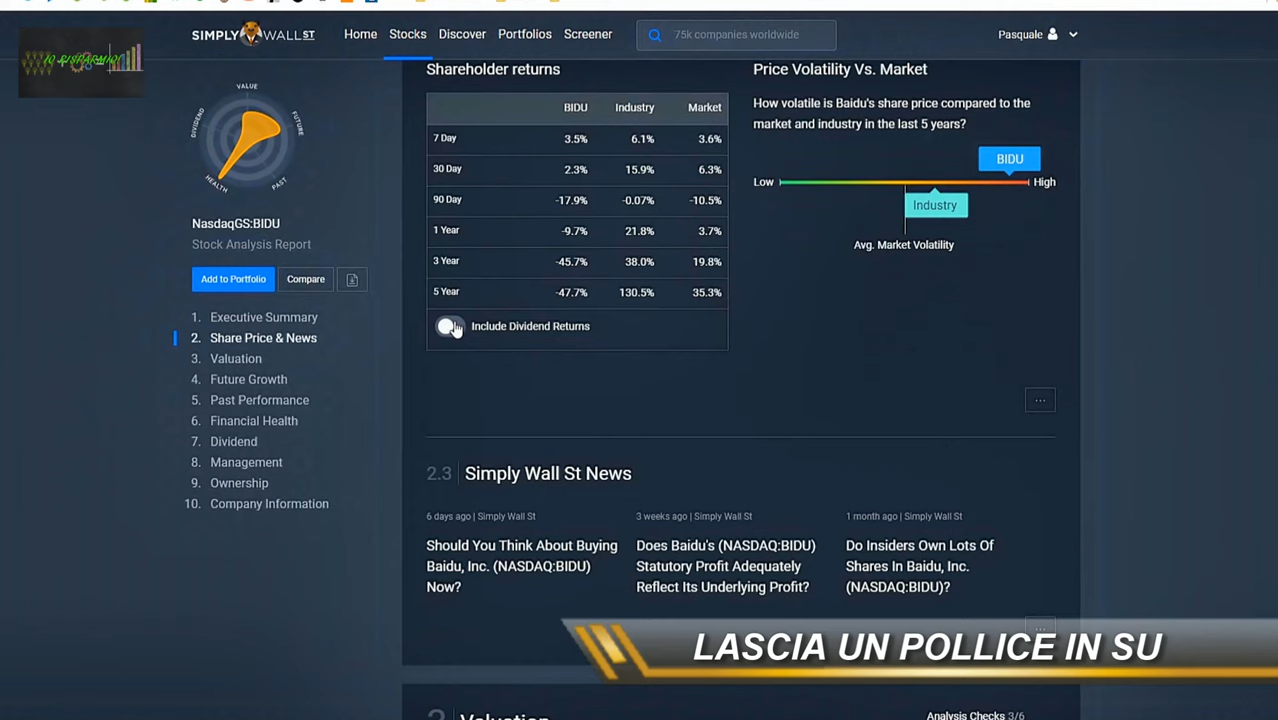 SIMPLY WALL ST
Home Stocks Discover Portfolios Screener
75k companies worldwide
Pasquale
IO RISPARMIO!
VALUE
FUTURE
PAST
HEALTH
DIVIDEND
NasdaqGS:BIDU
Stock Analysis Report
Add to Portfolio
Compare
1. Executive Summary
2. Share Price & News
3. Valuation
4. Future Growth
5. Past Performance
6. Financial Health
7. Dividend
8. Management
9. Ownership
10. Company Information
Shareholder returns
BIDU Industry Market
7 Day 3.5% 6.1% 3.6%
30 Day 2.3% 15.9% 6.3%
90 Day -17.9% -0.07% -10.5%
1 Year -9.7% 21.8% 3.7%
3 Year -45.7% 38.0% 19.8%
5 Year -47.7% 130.5% 35.3%
Include Dividend Returns
Price Volatility Vs. Market
How volatile is Baidu's share price compared to the
market and industry in the last 5 years?
BIDU
Low High
Industry
Avg. Market Volatility
...
2.3 Simply Wall St News
6 days ago | Simply Wall St
Should You Think About Buying
Baidu, Inc. (NASDAQ:BIDU)
Now?
3 weeks ago | Simply Wall St
Does Baidu's (NASDAQ:BIDU)
Statutory Profit Adequately
Reflect Its Underlying Profit?
1 month ago | Simply Wall St
Do Insiders Own Lots Of
Shares In Baidu, Inc.
(NASDAQ:BIDU)?
LASCIA UN POLLICE IN SU
Valuation
Analysis Checks 3/6